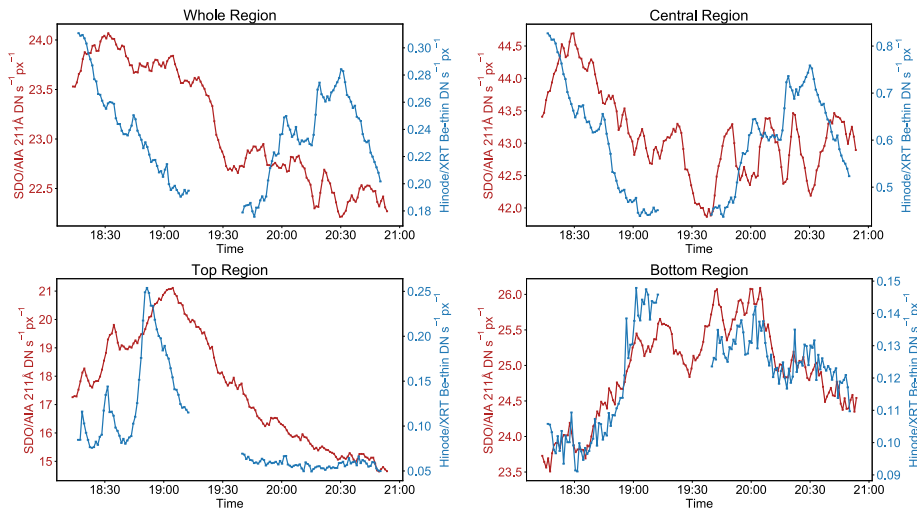 Whole Region
SDO/AIA 211Å DN s⁻¹ px⁻¹
24.0
23.5
23.0
22.5
0.30
0.28
0.26
0.24
0.22
0.20
0.18
Hinode/XRT Be-thin DN s⁻¹ px⁻¹
18:30 19:00 19:30 20:00 20:30 21:00
Time
Central Region
SDO/AIA 211Å DN s⁻¹ px⁻¹
44.5
44.0
43.5
43.0
42.5
42.0
0.8
0.7
0.6
0.5
Hinode/XRT Be-thin DN s⁻¹ px⁻¹
18:30 19:00 19:30 20:00 20:30 21:00
Time
Top Region
SDO/AIA 211Å DN s⁻¹ px⁻¹
21
20
19
18
17
16
15
0.25
0.20
0.15
0.10
0.05
Hinode/XRT Be-thin DN s⁻¹ px⁻¹
18:30 19:00 19:30 20:00 20:30 21:00
Time
Bottom Region
SDO/AIA 211Å DN s⁻¹ px⁻¹
26.0
25.5
25.0
24.5
24.0
23.5
0.15
0.14
0.13
0.12
0.11
0.10
0.09
Hinode/XRT Be-thin DN s⁻¹ px⁻¹
18:30 19:00 19:30 20:00 20:30 21:00
Time